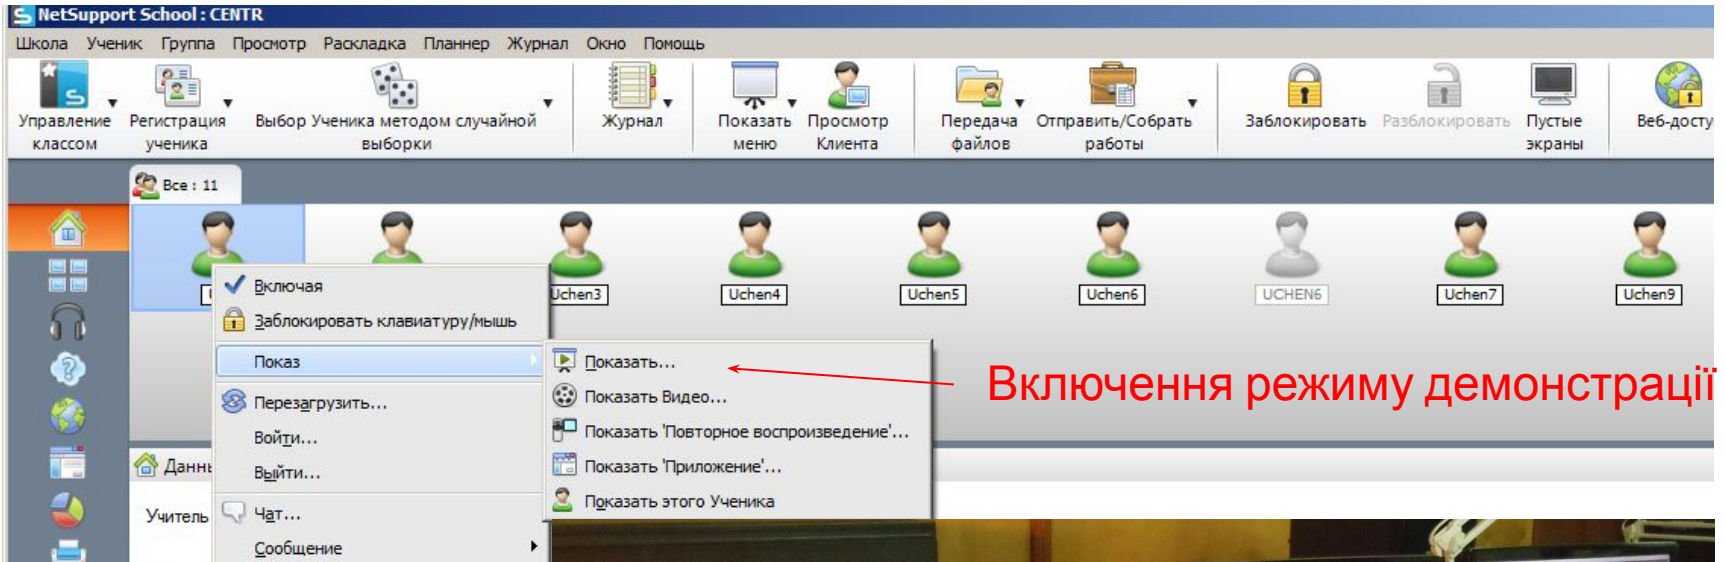 NetSupport School : CENTR
Школа Ученик Группа Просмотр Раскладка Планнер Журнал Окно Помощь
Управление классом
Регистрация ученика
Выбор Ученика методом случайной выборки
Журнал
Показать меню
Просмотр Клиента
Передача файлов
Отправить/Собрать работы
Заблокировать
Разблокировать
Пустые экраны
Все : 11
Uchen3
Uchen4
Uchen5
Uchen6
UCHEN6
Uchen7
Uchen9
Включая
Заблокировать клавиатуру/мышь
Показ
Перезагрузить...
Войти...
Выйти...
Чат...
Сообщение
Показать...
Показать Видео...
Показать 'Повторное воспроизведение'...
Показать 'Приложение'...
Показать этого Ученика
Включення режиму демонстрації
Учитель